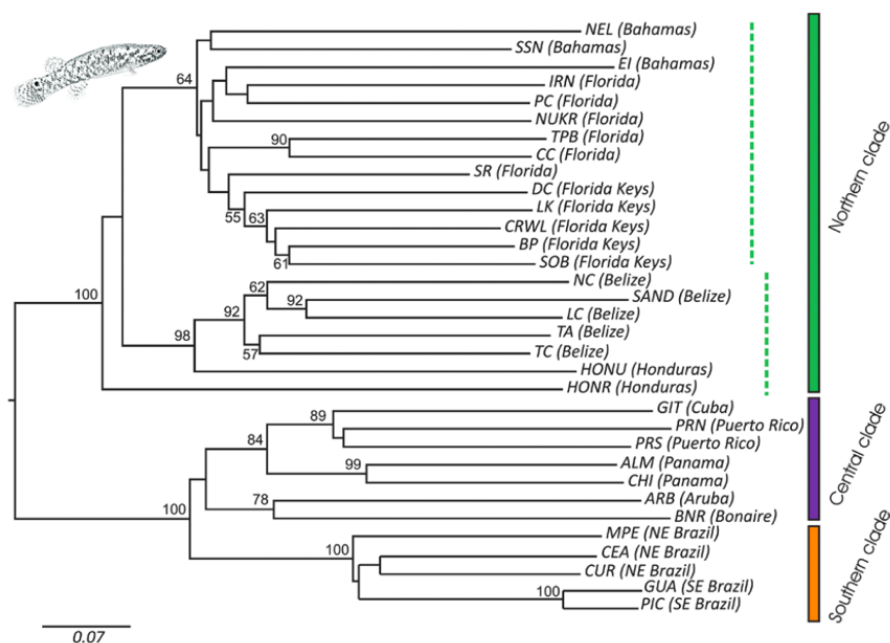 NEL (Bahamas)
SSN (Bahamas)
EI (Bahamas)
64
IRN (Florida)
PC (Florida)
NUKR (Florida)
90
TPB (Florida)
CC (Florida)
SR (Florida)
DC (Florida Keys)
55
63
LK (Florida Keys)
CRWL (Florida Keys)
BP (Florida Keys)
61
SOB (Florida Keys)
NC (Belize)
62
100
92
SAND (Belize)
92
LC (Belize)
98
TA (Belize)
57
TC (Belize)
HONU (Honduras)
HONR (Honduras)
Northern clade
GIT (Cuba)
89
PRN (Puerto Rico)
84
PRS (Puerto Rico)
99
ALM (Panama)
CHI (Panama)
78
ARB (Aruba)
100
BNR (Bonaire)
Central clade
MPE (NE Brazil)
100
CEA (NE Brazil)
CUR (NE Brazil)
100
GUA (SE Brazil)
PIC (SE Brazil)
Southern clade
0.07